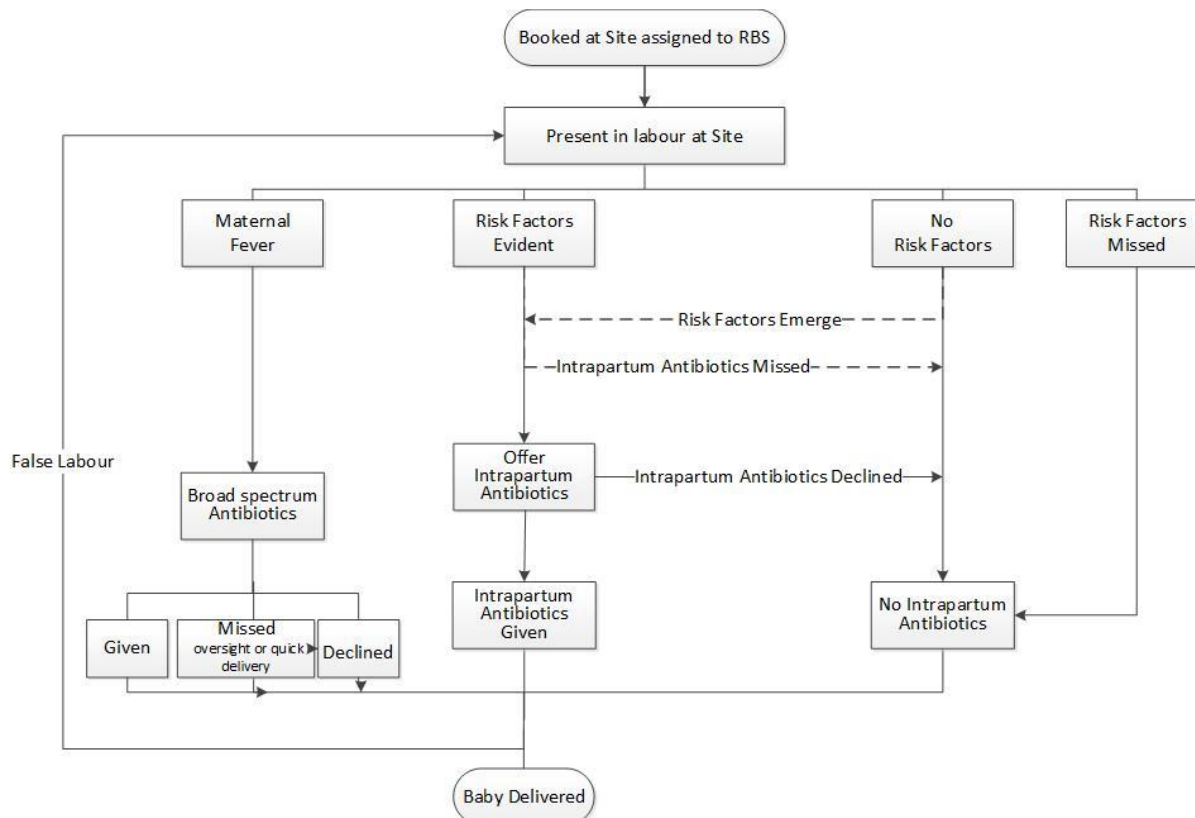 Booked at Site assigned to RBS
Present in labour at Site
Maternal
Fever
Risk Factors
Evident
No
Risk Factors
Risk Factors
Missed
Risk Factors Emerge
Intrapartum Antibiotics Missed
False Labour
Offer
Intrapartum
Antibiotics
Intrapartum Antibiotics Declined
Broad spectrum
Antibiotics
Intrapartum
Antibiotics
Given
No Intrapartum
Antibiotics
Given
Missed
oversight or quick
delivery
Declined
Baby Delivered